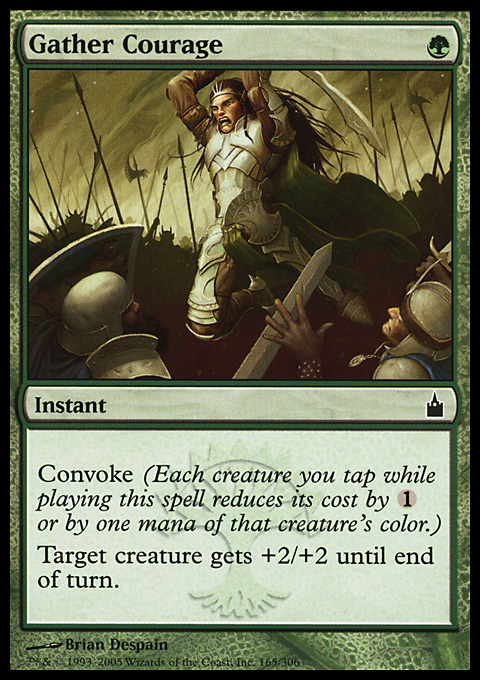 Gather Courage
Instant
Convoke (Each creature you tap while
playing this spell reduces its cost by 1
or by one mana of that creature's color.)
Target creature gets +2/+2 until end
of turn.
Brian Despain
™ & © 1993–2005 Wizards of the Coast, Inc. 165/306